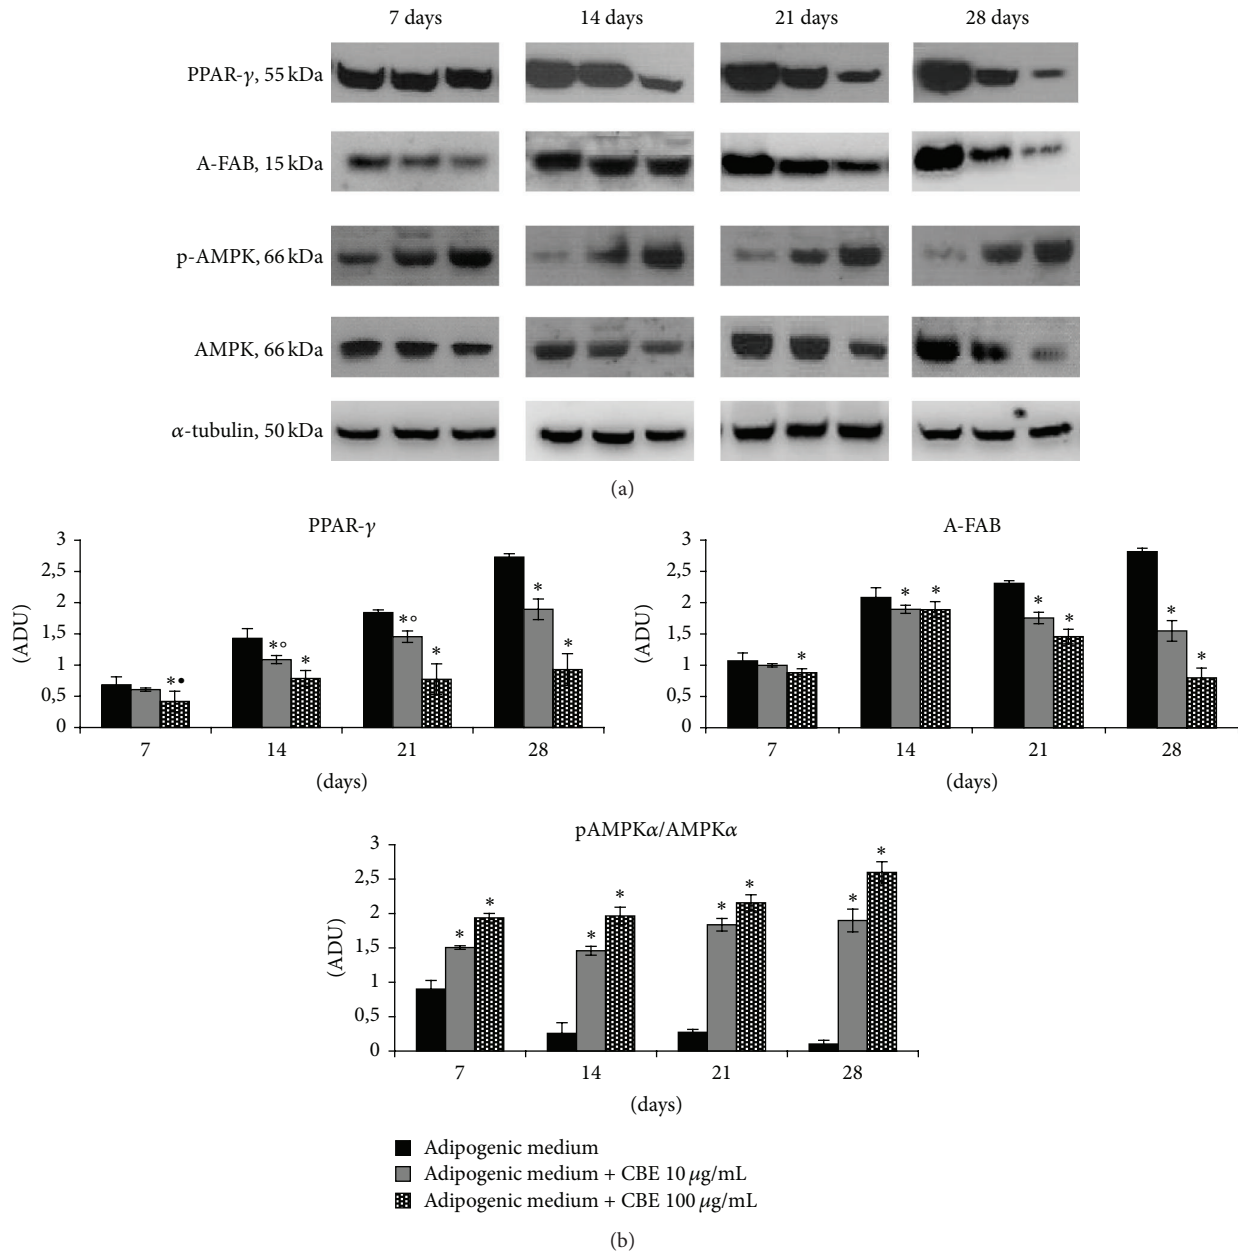 7 days 14 days 21 days 28 days
PPAR-γ, 55 kDa
A-FAB, 15 kDa
p-AMPK, 66 kDa
AMPK, 66 kDa
α-tubulin, 50 kDa
(a)
PPAR-γ
3
2,5
2
1,5
1
0,5
0
(ADU)
*•
*°
*
*°
*
*
*
7 14 21 28
(days)
A-FAB
3
2,5
2
1,5
1
0,5
0
(ADU)
*
*
*
*
*
*
*
7 14 21 28
(days)
pAMPKα/AMPKα
3
2,5
2
1,5
1
0,5
0
(ADU)
*
*
*
*
*
*
*
*
7 14 21 28
(days)
Adipogenic medium
Adipogenic medium + CBE 10 μg/mL
Adipogenic medium + CBE 100 μg/mL
(b)